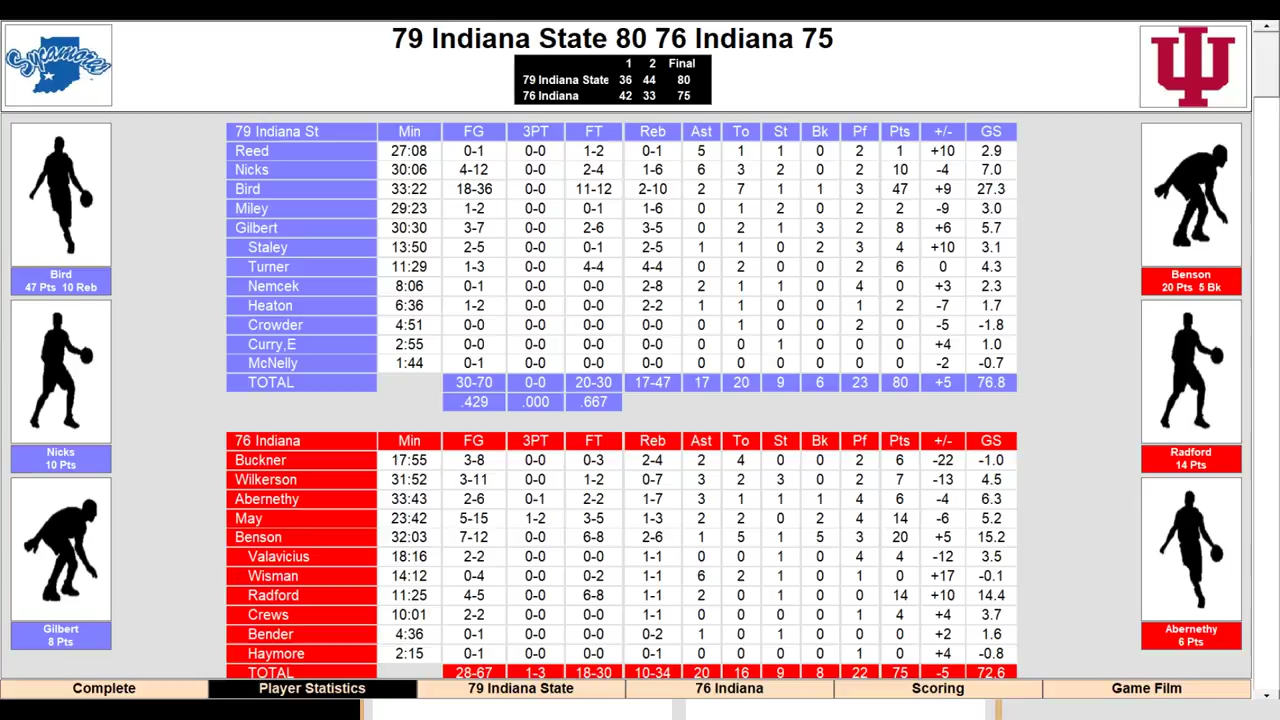 79 Indiana State 80 76 Indiana 75
1 2 Final
79 Indiana State 36 44 80
76 Indiana 42 33 75
Sycamores
79 Indiana St Min FG 3PT FT Reb Ast To St Bk Pf Pts +/- GS
Reed 27:08 0-1 0-0 1-2 0-1 5 1 1 0 2 1 +10 2.9
Nicks 30:06 4-12 0-0 2-4 1-6 6 3 2 0 2 10 -4 7.0
Bird 33:22 18-36 0-0 11-12 2-10 2 7 1 1 3 47 +9 27.3
Miley 29:23 1-2 0-0 0-1 1-6 0 1 2 0 2 2 -9 3.0
Gilbert 30:30 3-7 0-0 2-6 3-5 0 2 1 3 2 8 +6 5.7
Staley 13:50 2-5 0-0 0-1 2-5 1 1 0 2 3 4 +10 3.1
Turner 11:29 1-3 0-0 4-4 4-4 0 2 0 0 2 6 0 4.3
Nemcek 8:06 0-1 0-0 0-0 2-8 2 1 1 0 4 0 +3 2.3
Heaton 6:36 1-2 0-0 0-0 2-2 1 1 0 0 1 2 -7 1.7
Crowder 4:51 0-0 0-0 0-0 0-0 0 1 0 0 2 0 -5 -1.8
Curry,E 2:55 0-0 0-0 0-0 0-0 0 0 1 0 0 0 +4 1.0
McNelly 1:44 0-1 0-0 0-0 0-0 0 0 0 0 0 0 -2 -0.7
TOTAL 30-70 0-0 20-30 17-47 17 20 9 6 23 80 +5 76.8
.429 .000 .667
76 Indiana Min FG 3PT FT Reb Ast To St Bk Pf Pts +/- GS
Buckner 17:55 3-8 0-0 0-3 2-4 2 4 0 0 2 6 -22 -1.0
Wilkerson 31:52 3-11 0-0 1-2 0-7 3 2 3 0 2 7 -13 4.5
Abernethy 33:43 2-6 0-1 2-2 1-7 3 1 1 1 4 6 -4 6.3
May 23:42 5-15 1-2 3-5 1-3 2 2 0 2 4 14 -6 5.2
Benson 32:03 7-12 0-0 6-8 2-6 1 5 1 5 3 20 +5 15.2
Valavicius 18:16 2-2 0-0 0-0 1-1 0 0 1 0 4 4 -12 3.5
Wisman 14:12 0-4 0-0 0-2 1-1 6 2 1 0 1 0 +17 -0.1
Radford 11:25 4-5 0-0 6-8 1-1 2 0 1 0 0 14 +10 14.4
Crews 10:01 2-2 0-0 0-0 1-1 0 0 0 0 1 4 +4 3.7
Bender 4:36 0-1 0-0 0-0 0-2 1 0 1 0 0 0 +2 1.6
Haymore 2:15 0-1 0-0 0-0 0-1 0 0 0 0 1 0 +4 -0.8
TOTAL 28-67 1-3 18-30 10-34 20 16 9 8 22 75 -5 72.6
Bird
47 Pts 10 Reb
Nicks
10 Pts
Gilbert
8 Pts
Benson
20 Pts 5 Bk
Radford
14 Pts
Abernethy
6 Pts
Complete Player Statistics 79 Indiana State 76 Indiana Scoring Game Film